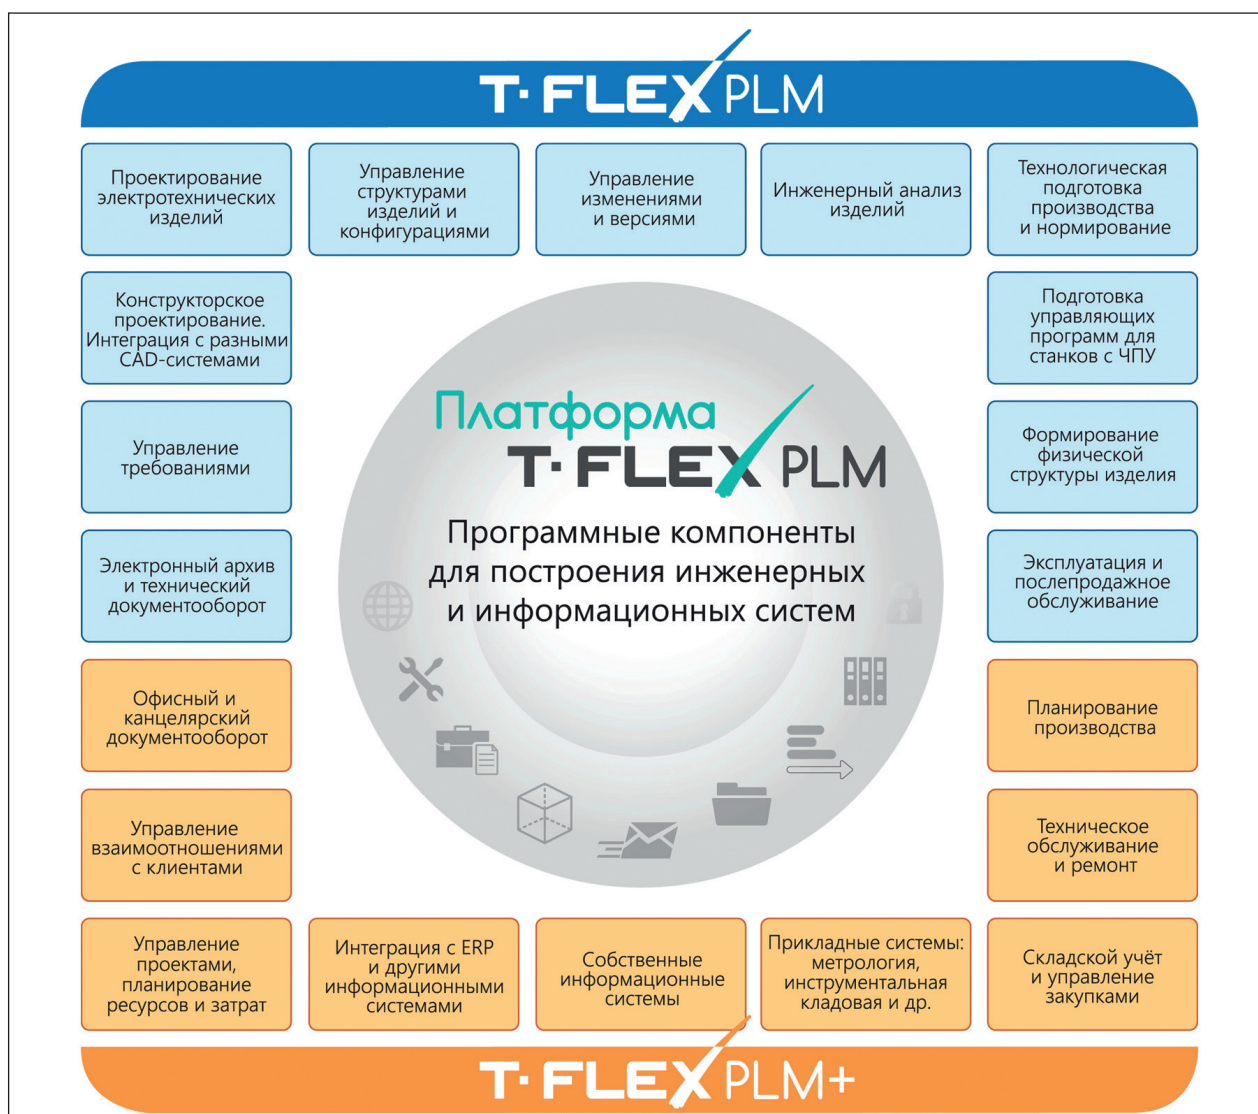 T-FLEX PLM
Проектирование
электротехнических
изделий
Управление
структурами
изделий и
конфигурациями
Управление
изменениями
и версиями
Инженерный анализ
изделий
Технологическая
подготовка
производства
и нормирование
Конструкторское
проектирование.
Интеграция с разными
CAD-системами
Подготовка
управляющих
программ для
станков с ЧПУ
Управление
требованиями
Формирование
физической
структуры изделия
Электронный архив
и технический
документооборот
Эксплуатация и
послепродажное
обслуживание
Платформа
T-FLEX PLM
Программные компоненты
для построения инженерных
и информационных систем
Офисный и
канцелярский
документооборот
Планирование
производства
Управление
взаимоотношениями
с клиентами
Техническое
обслуживание
и ремонт
Управление
проектами,
планирование
ресурсов и затрат
Интеграция с ERP
и другими
информационными
системами
Собственные
информационные
системы
Прикладные системы:
метрология,
инструментальная
кладовая и др.
Складской учёт
и управление
закупками
T-FLEX PLM+